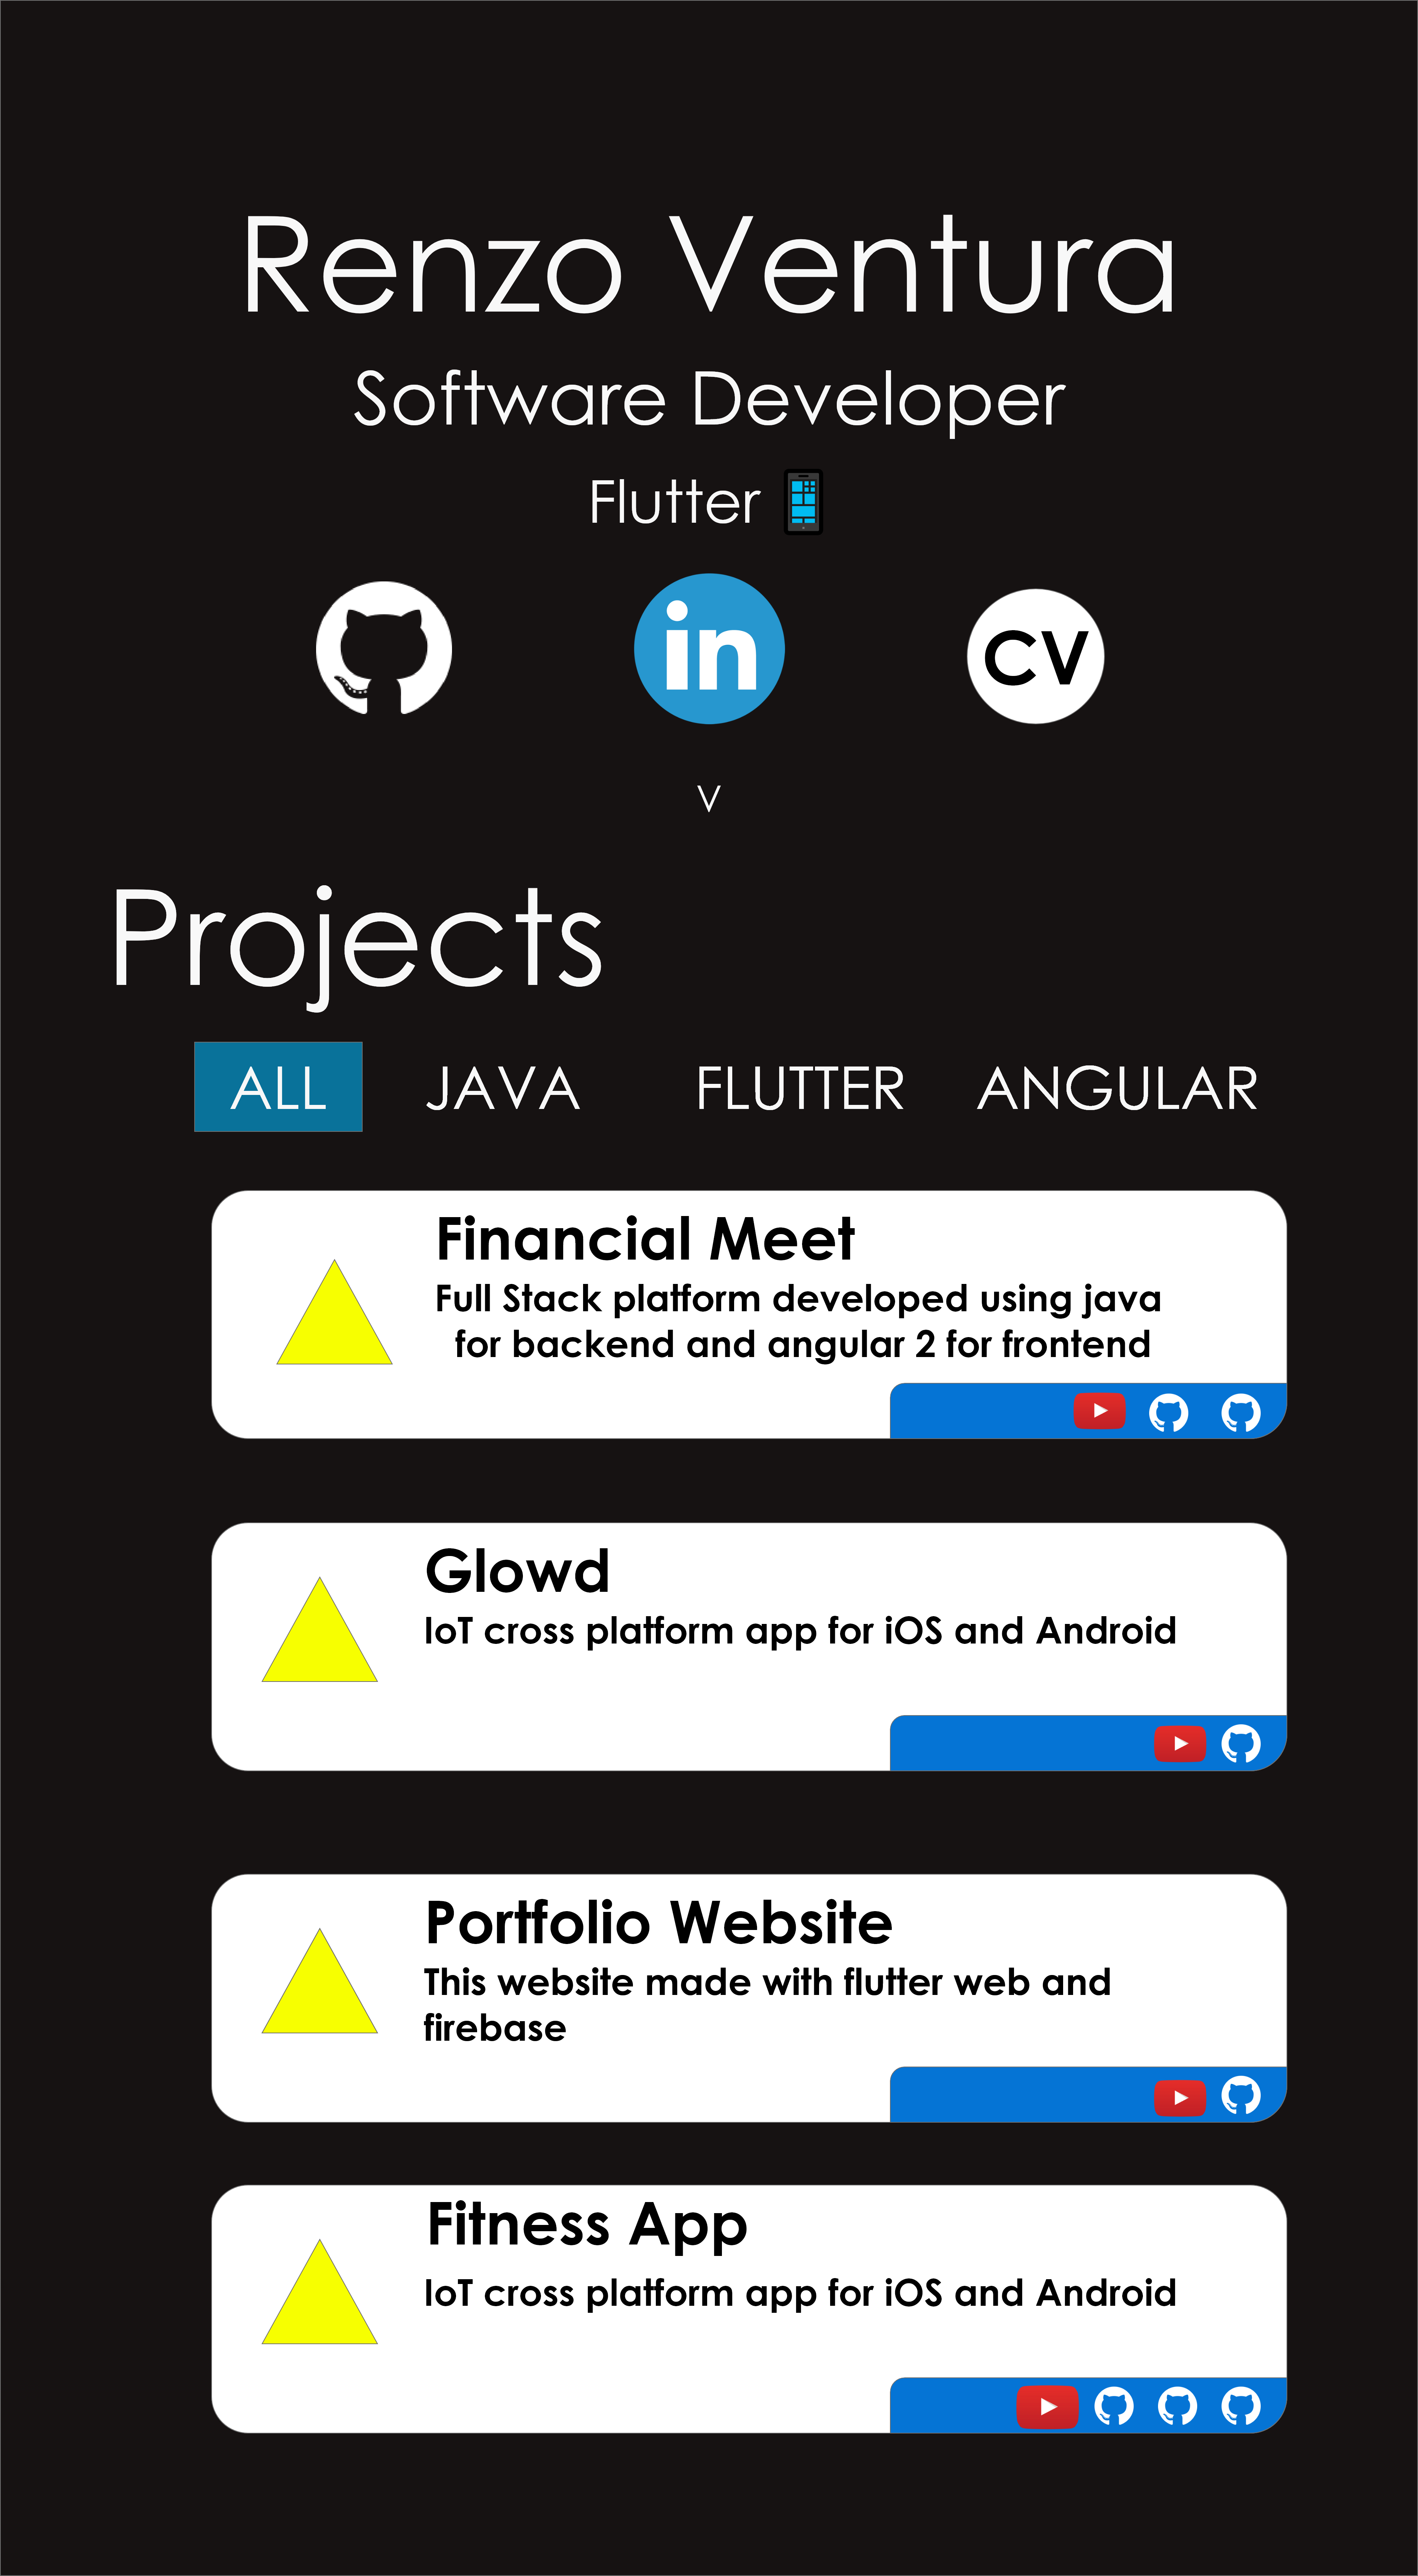 Renzo Ventura
Software Developer
Flutter
in
CV
V
Projects
ALL JAVA FLUTTER ANGULAR
Financial Meet
Full Stack platform developed using java
for backend and angular 2 for frontend
Glowd
IoT cross platform app for iOS and Android
Portfolio Website
This website made with flutter web and
firebase
Fitness App
IoT cross platform app for iOS and Android